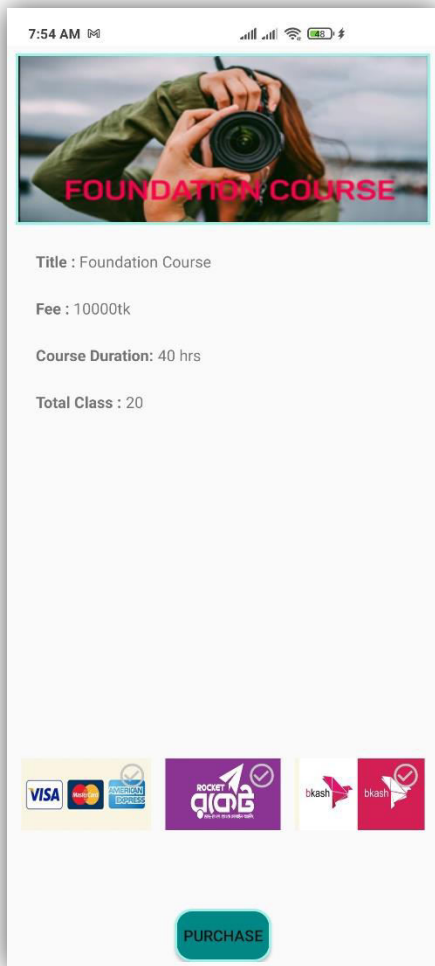 7:54 AM
48
FOUNDATION COURSE
Title : Foundation Course
Fee : 10000tk
Course Duration: 40 hrs
Total Class : 20
VISA MasterCard AMERICAN EXPRESS
ROCKET
রকেট
bkash bkash
PURCHASE